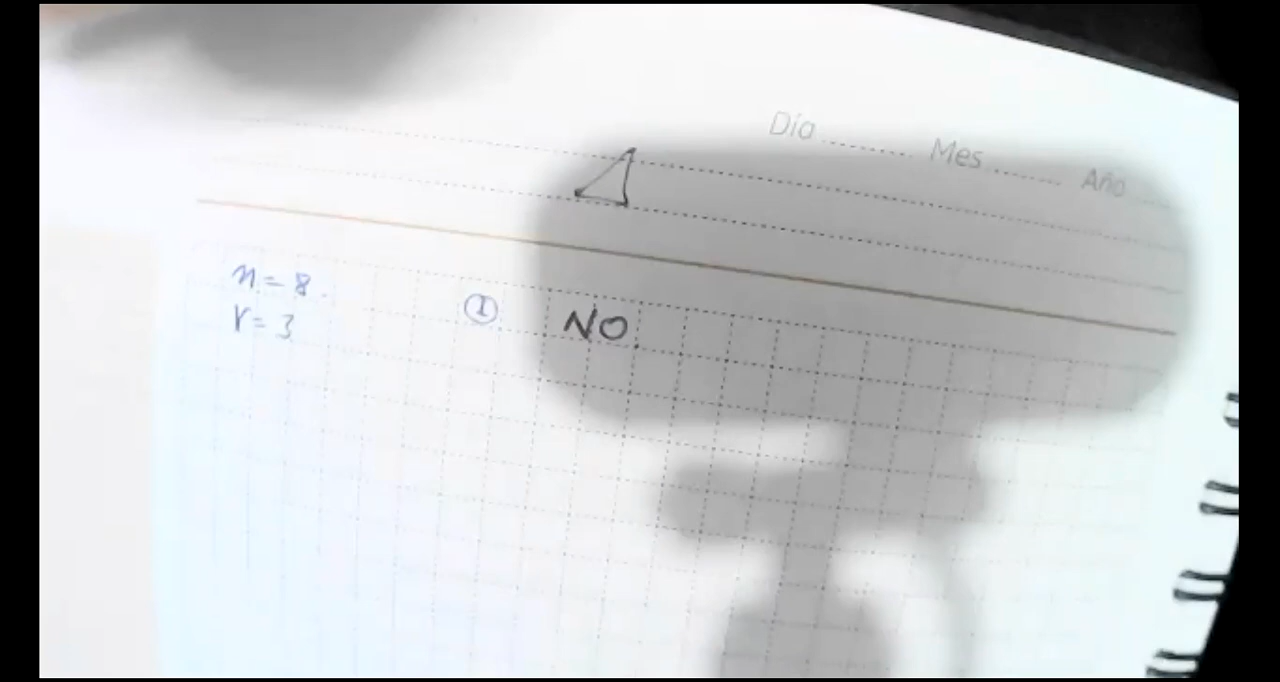 Día ........ Mes ....... Año
n = 8.
r = 3
① NO.